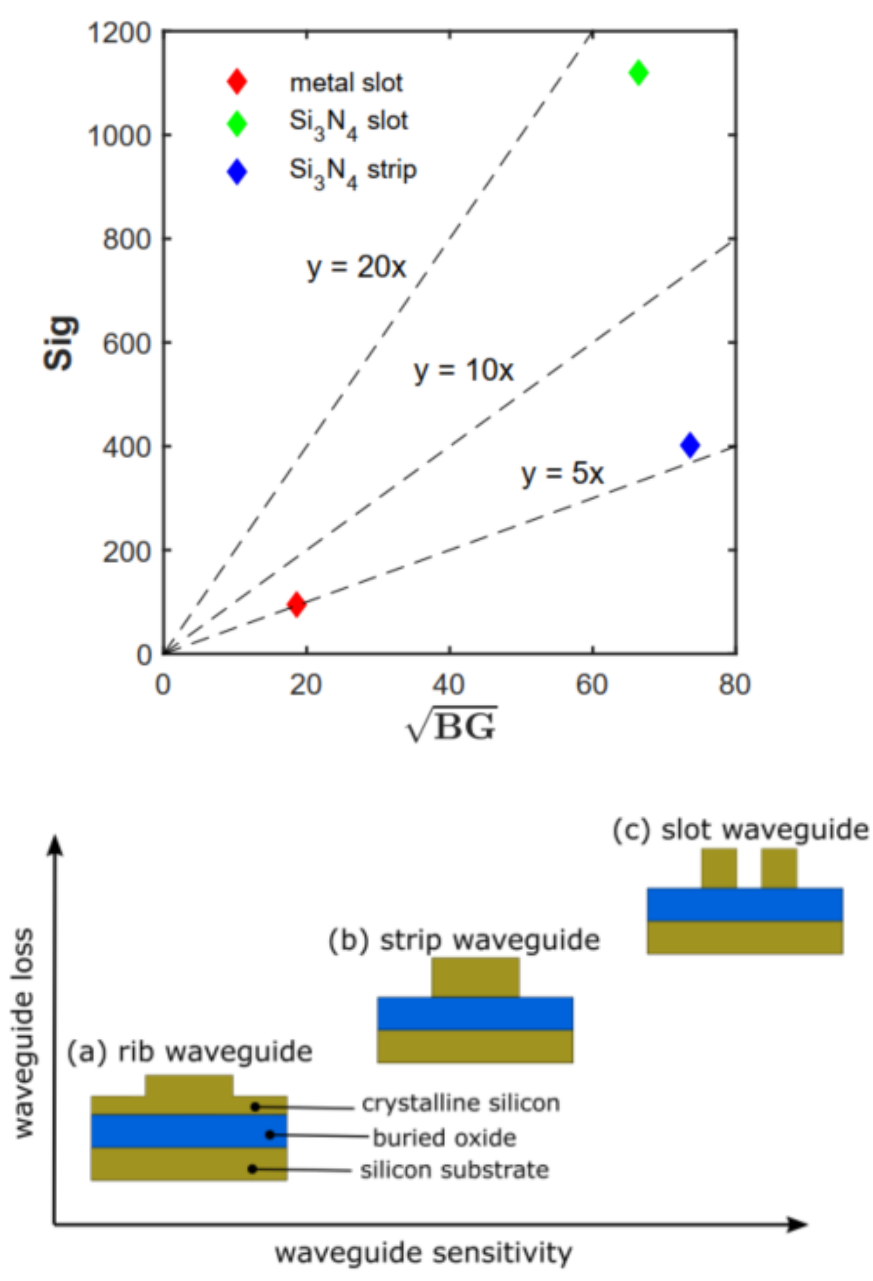 1200
metal slot
Si3N4 slot
1000
Si3N4 strip
800
y = 20x
Sig
600
y = 10x
400
y = 5x
200
0
0 20 40 60 80
√BG
(c) slot waveguide
(b) strip waveguide
waveguide loss
(a) rib waveguide
crystalline silicon
buried oxide
silicon substrate
waveguide sensitivity